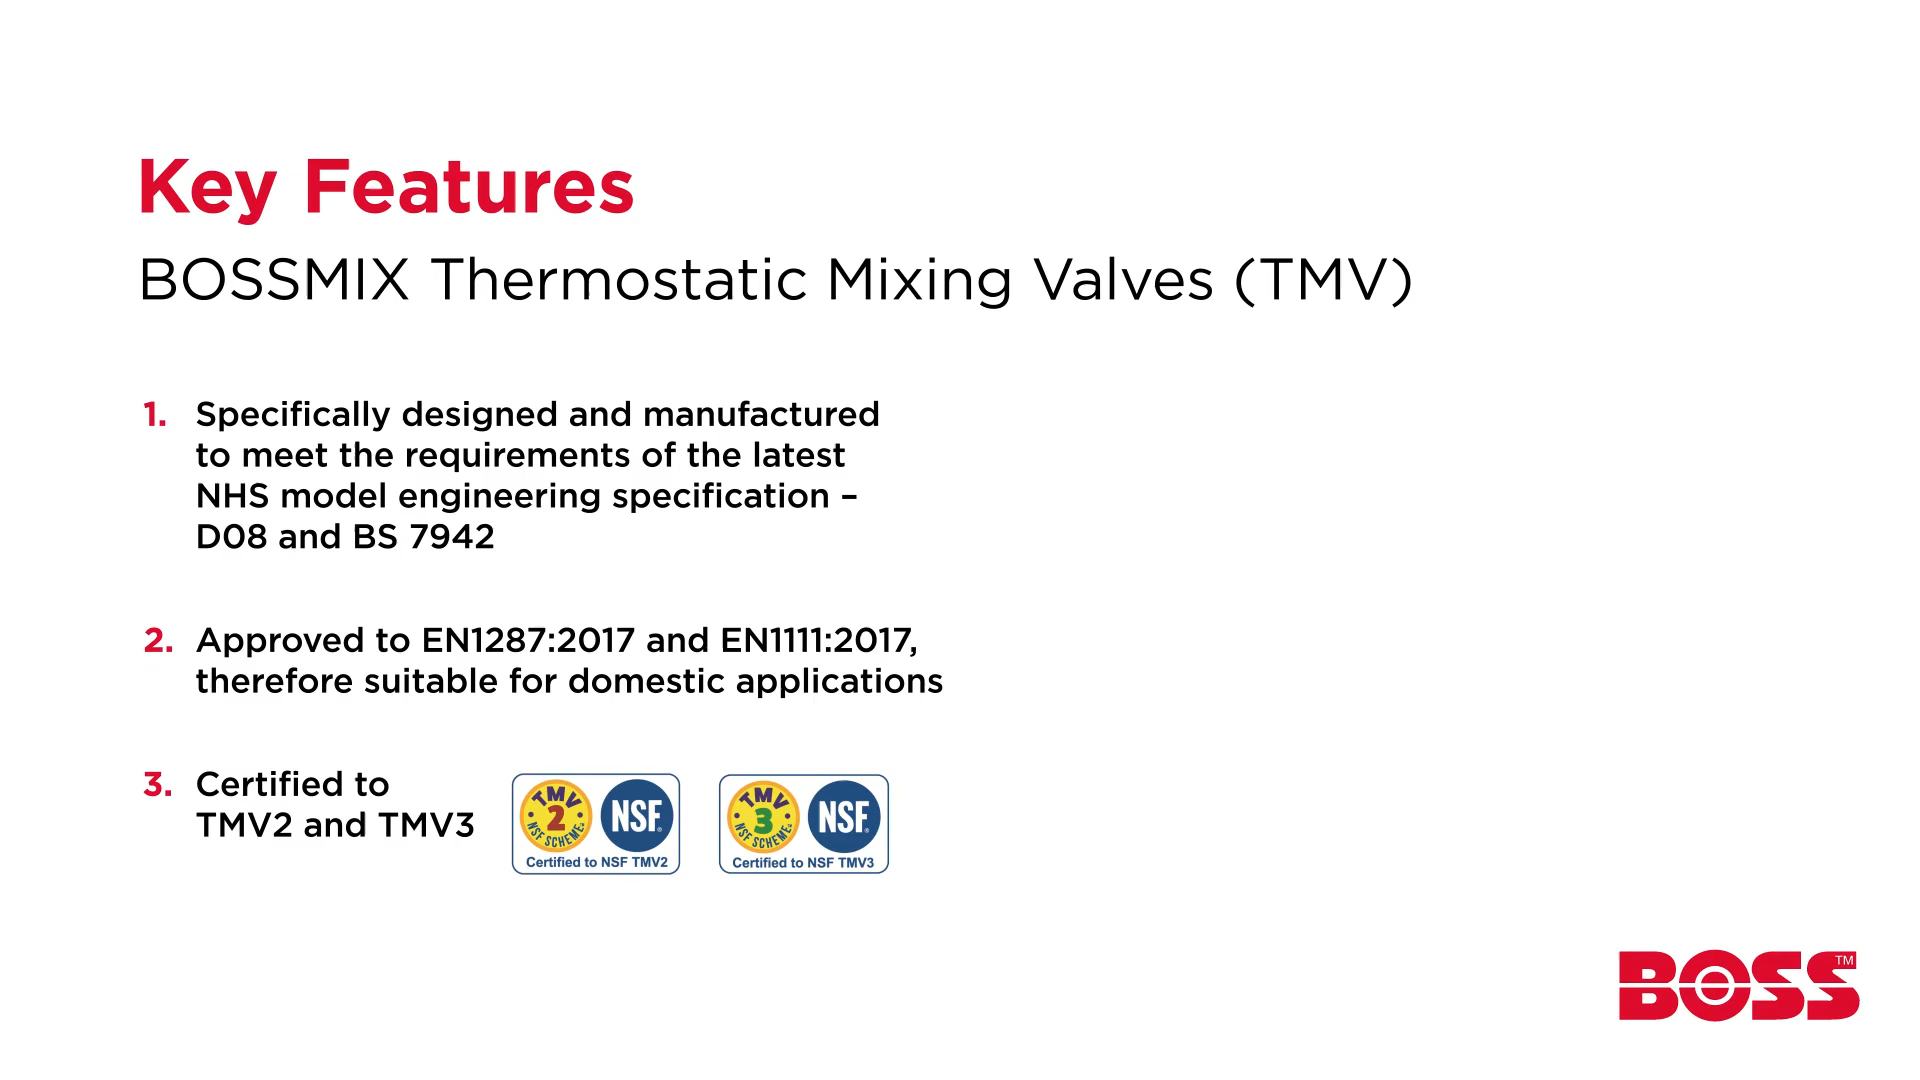 Key Features
BOSSMIX Thermostatic Mixing Valves (TMV)
1. Specifically designed and manufactured
to meet the requirements of the latest
NHS model engineering specification –
D08 and BS 7942
2. Approved to EN1287:2017 and EN1111:2017,
therefore suitable for domestic applications
3. Certified to
TMV2 and TMV3
TMV 2 NSF SCHEME NSF®
Certified to NSF TMV2
TMV 3 NSF SCHEME NSF®
Certified to NSF TMV3
BOSS™